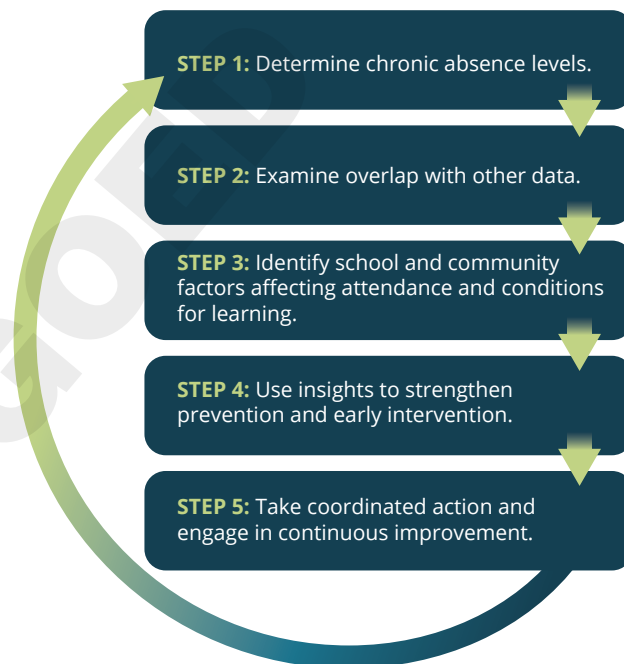 STEP 1: Determine chronic absence levels.
STEP 2: Examine overlap with other data.
STEP 3: Identify school and community
factors affecting attendance and conditions
for learning.
STEP 4: Use insights to strengthen
prevention and early intervention.
STEP 5: Take coordinated action and
engage in continuous improvement.